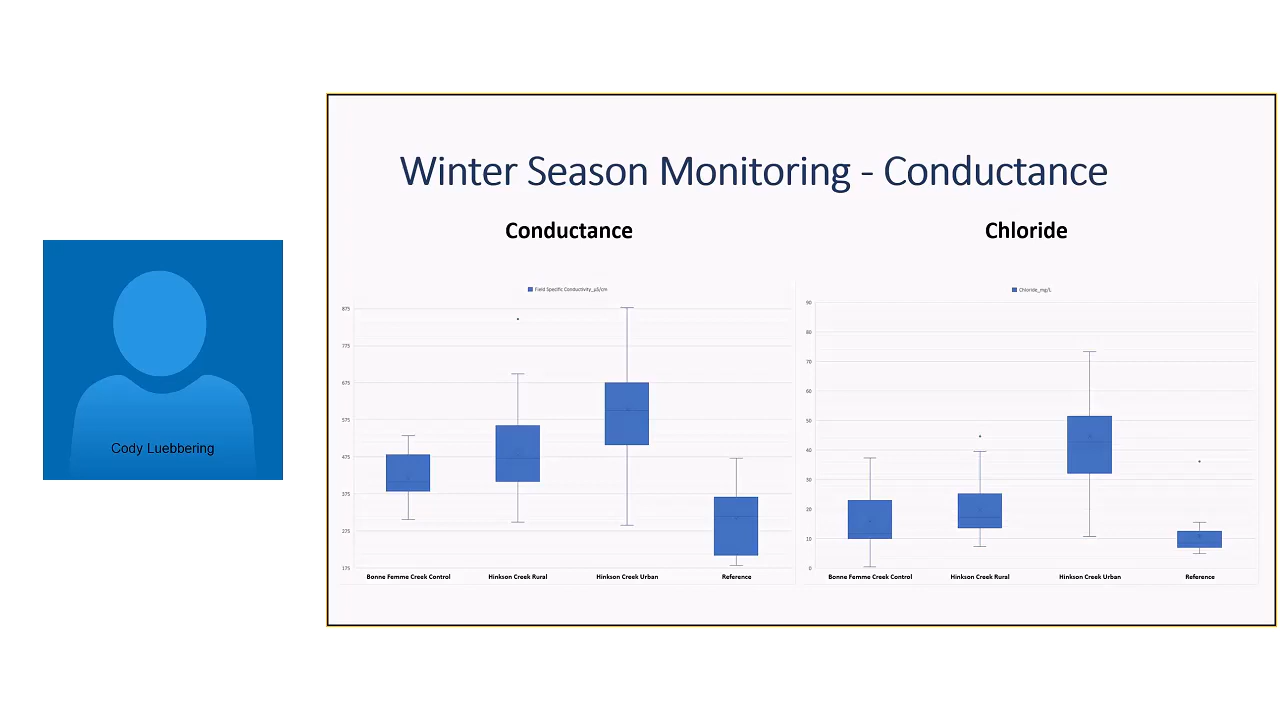 Winter Season Monitoring - Conductance
Conductance
Chloride
Field Specific Conductivity_µS/cm
875
775
675
575
475
375
275
175
Bonne Femme Creek Control
Hinkson Creek Rural
Hinkson Creek Urban
Reference
Chloride_mg/L
90
80
70
60
50
40
30
20
10
0
Bonne Femme Creek Control
Hinkson Creek Rural
Hinkson Creek Urban
Reference
Cody Luebbering